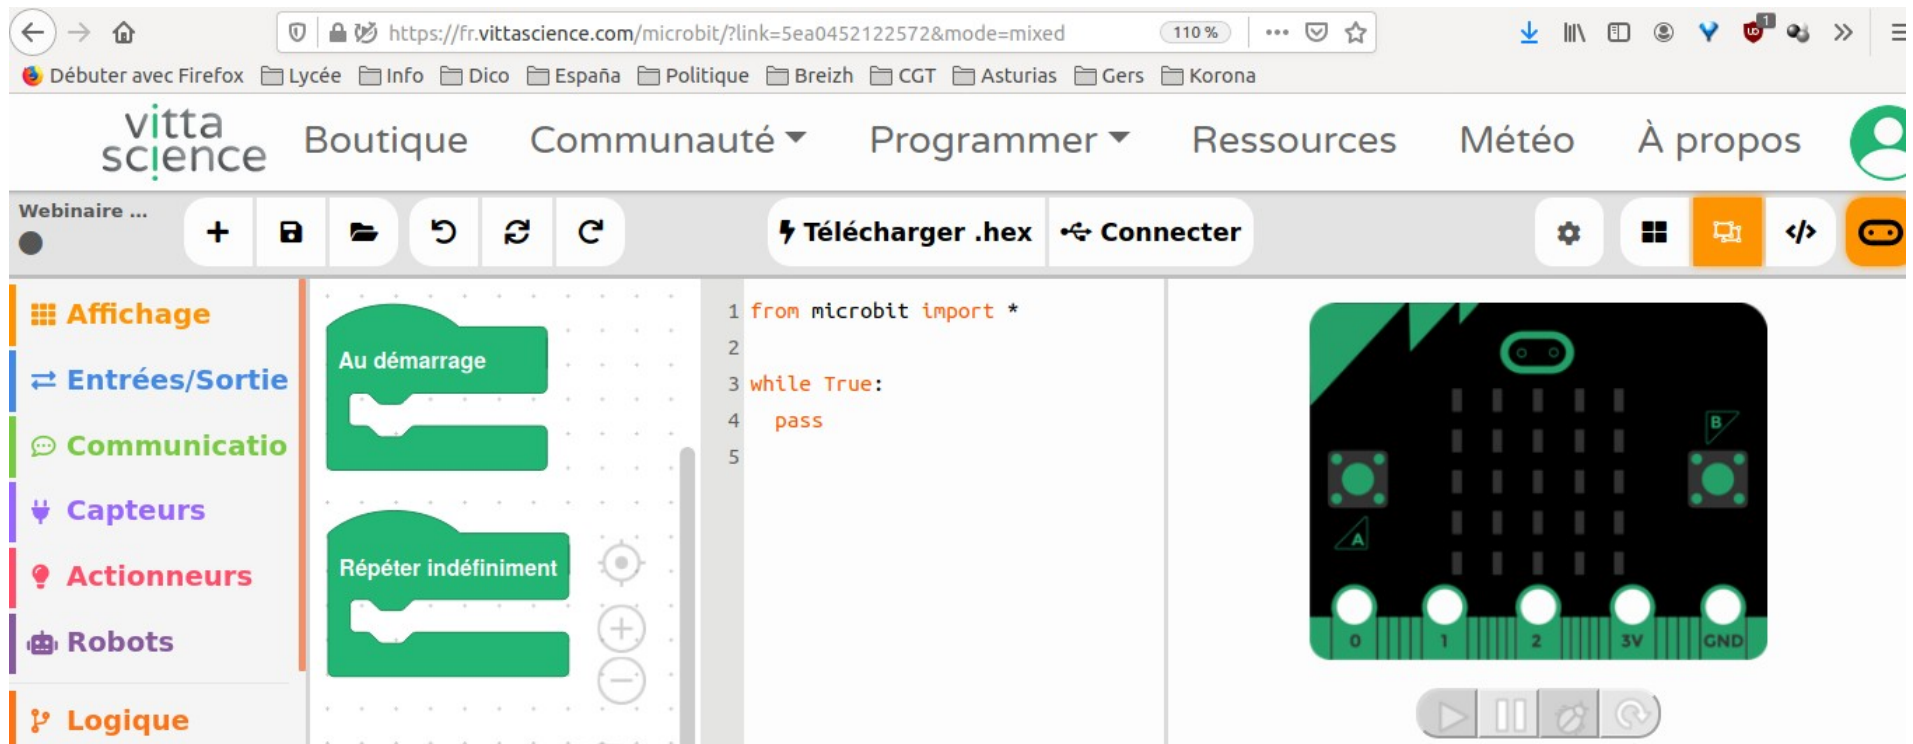 https://fr.vittascience.com/microbit/?link=5ea0452122572&mode=mixed 110 % 1
Débuter avec Firefox Lycée Info Dico España Politique Breizh CGT Asturias Gers Korona
vitta
science
Boutique Communauté Programmer Ressources Météo À propos
Webinaire ...
Télécharger .hex Connecter
Affichage
Entrées/Sortie
Communicatio
Capteurs
Actionneurs
Robots
Logique
Au démarrage
Répéter indéfiniment
1 from microbit import *
2
3 while True:
4 pass
5
B
A
0 1 2 3V GND